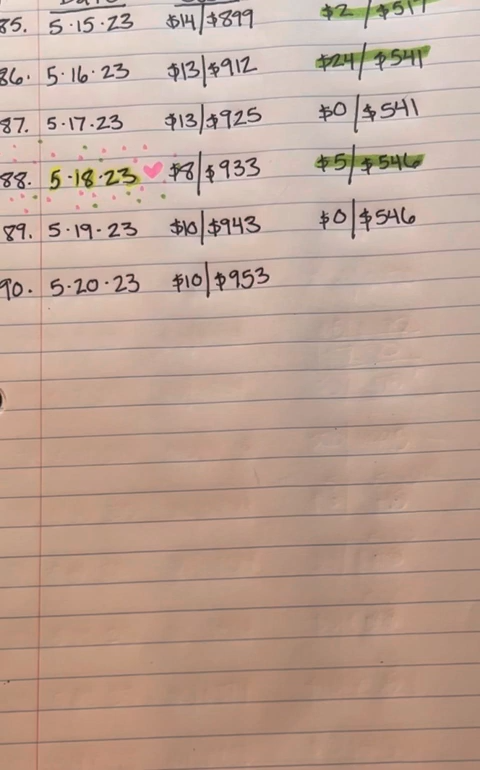 85. 5·15·23 $14|$899 $2/$517
86. 5·16·23 $13|$912 $24/$541
87. 5·17·23 $13|$925 $0|$541
88. 5·18·23 $8|$933 $5/$546
89. 5·19·23 $10|$943 $0|$546
90. 5·20·23 $10|$953